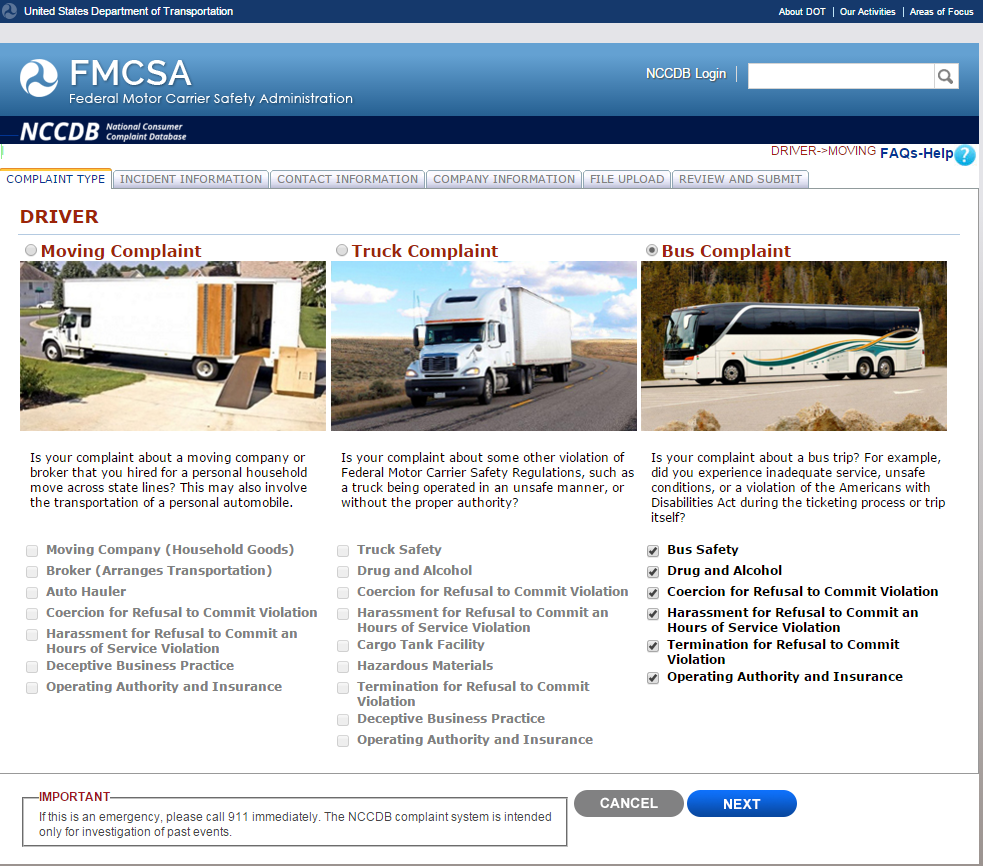 United States Department of Transportation
About DOT | Our Activities | Areas of Focus
FMCSA
Federal Motor Carrier Safety Administration
NCCDB Login
NCCDB National Consumer
Complaint Database
DRIVER->MOVING FAQs-Help ?
COMPLAINT TYPE
INCIDENT INFORMATION
CONTACT INFORMATION
COMPANY INFORMATION
FILE UPLOAD
REVIEW AND SUBMIT
DRIVER
Moving Complaint
Is your complaint about a moving company or
broker that you hired for a personal household
move across state lines? This may also involve
the transportation of a personal automobile.
Moving Company (Household Goods)
Broker (Arranges Transportation)
Auto Hauler
Coercion for Refusal to Commit Violation
Harassment for Refusal to Commit an
Hours of Service Violation
Deceptive Business Practice
Operating Authority and Insurance
Truck Complaint
Is your complaint about some other violation of
Federal Motor Carrier Safety Regulations, such as
a truck being operated in an unsafe manner, or
without the proper authority?
Truck Safety
Drug and Alcohol
Coercion for Refusal to Commit Violation
Harassment for Refusal to Commit an
Hours of Service Violation
Cargo Tank Facility
Hazardous Materials
Termination for Refusal to Commit
Violation
Deceptive Business Practice
Operating Authority and Insurance
Bus Complaint
Is your complaint about a bus trip? For example,
did you experience inadequate service, unsafe
conditions, or a violation of the Americans with
Disabilities Act during the ticketing process or trip
itself?
Bus Safety
Drug and Alcohol
Coercion for Refusal to Commit Violation
Harassment for Refusal to Commit an
Hours of Service Violation
Termination for Refusal to Commit
Violation
Operating Authority and Insurance
IMPORTANT
If this is an emergency, please call 911 immediately. The NCCDB complaint system is intended
only for investigation of past events.
CANCEL
NEXT